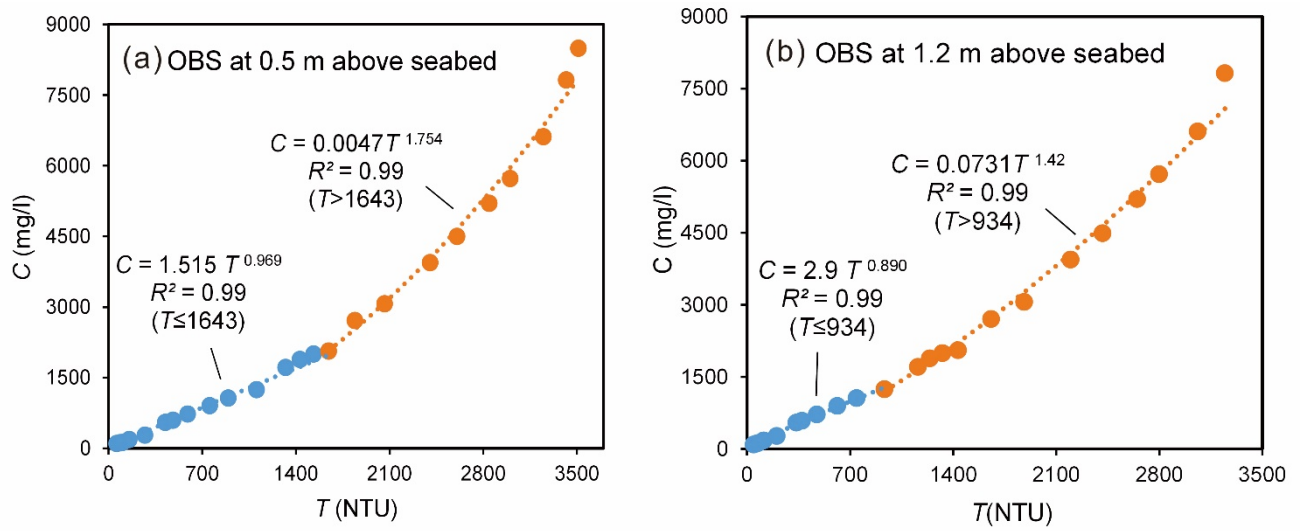 (a) OBS at 0.5 m above seabed
9000
7500
6000
4500
3000
1500
0
C (mg/l)
C = 0.0047T 1.754
R² = 0.99
(T>1643)
C = 1.515 T 0.969
R² = 0.99
(T≤1643)
0 700 1400 2100 2800 3500
T (NTU)
(b) OBS at 1.2 m above seabed
9000
7500
6000
4500
3000
1500
0
C (mg/l)
C = 0.0731T 1.42
R² = 0.99
(T>934)
C = 2.9 T 0.890
R² = 0.99
(T≤934)
0 700 1400 2100 2800 3500
T(NTU)